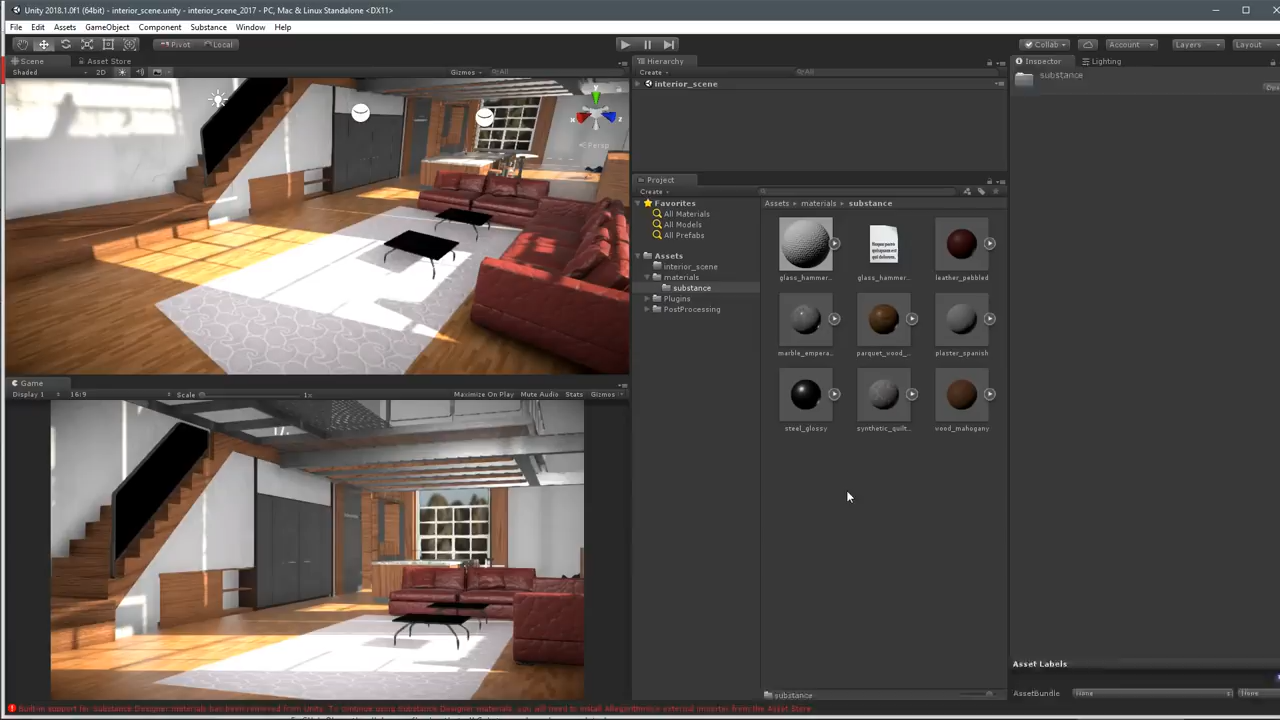 Unity 2018.1.0f1 (64bit) - interior_scene.unity - interior_scene_2017 - PC, Mac & Linux Standalone <DX11>
File Edit Assets GameObject Component Substance Window Help
Pivot Local Collab Account Layers Layout
Scene Asset Store
Shaded 2D Gizmos All
Persp
y
x
z
Hierarchy
Create All
interior_scene
Project
Create
Favorites
All Materials
All Models
All Prefabs
Assets
interior_scene
materials
substance
Plugins
PostProcessing
Assets materials substance
glass_hammer... glass_hammer... leather_pebbled
marble_empera... parquet_wood_... plaster_spanish
steel_glossy synthetic_quilt... wood_mahogany
substance
Inspector Lighting
substance
Ope
Asset Labels
AssetBundle None None
Game
Display 1 16:9 Scale 1x Maximize On Play Mute Audio Stats Gizmos
Built-in support for Substance Designer materials has been removed from Unity. To continue using Substance Designer materials, you will need to install Allegorithmic's external importer from the Asset Store